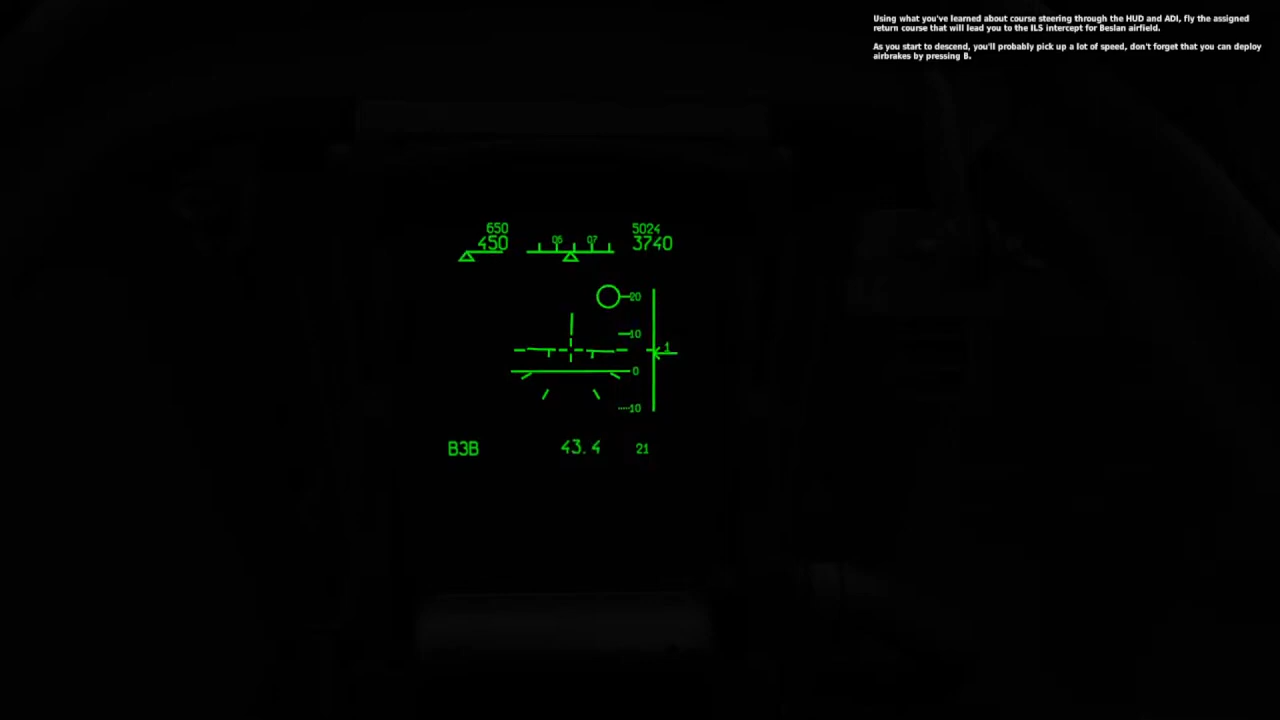 Using what you've learned about course steering through the HUD and ADI, fly the assigned
return course that will lead you to the ILS intercept for Beslan airfield.
As you start to descend, you'll probably pick up a lot of speed, don't forget that you can deploy
airbrakes by pressing B.
650 5024
450 06 07 3740
20
10
1
0
10
B3B 43.4 21